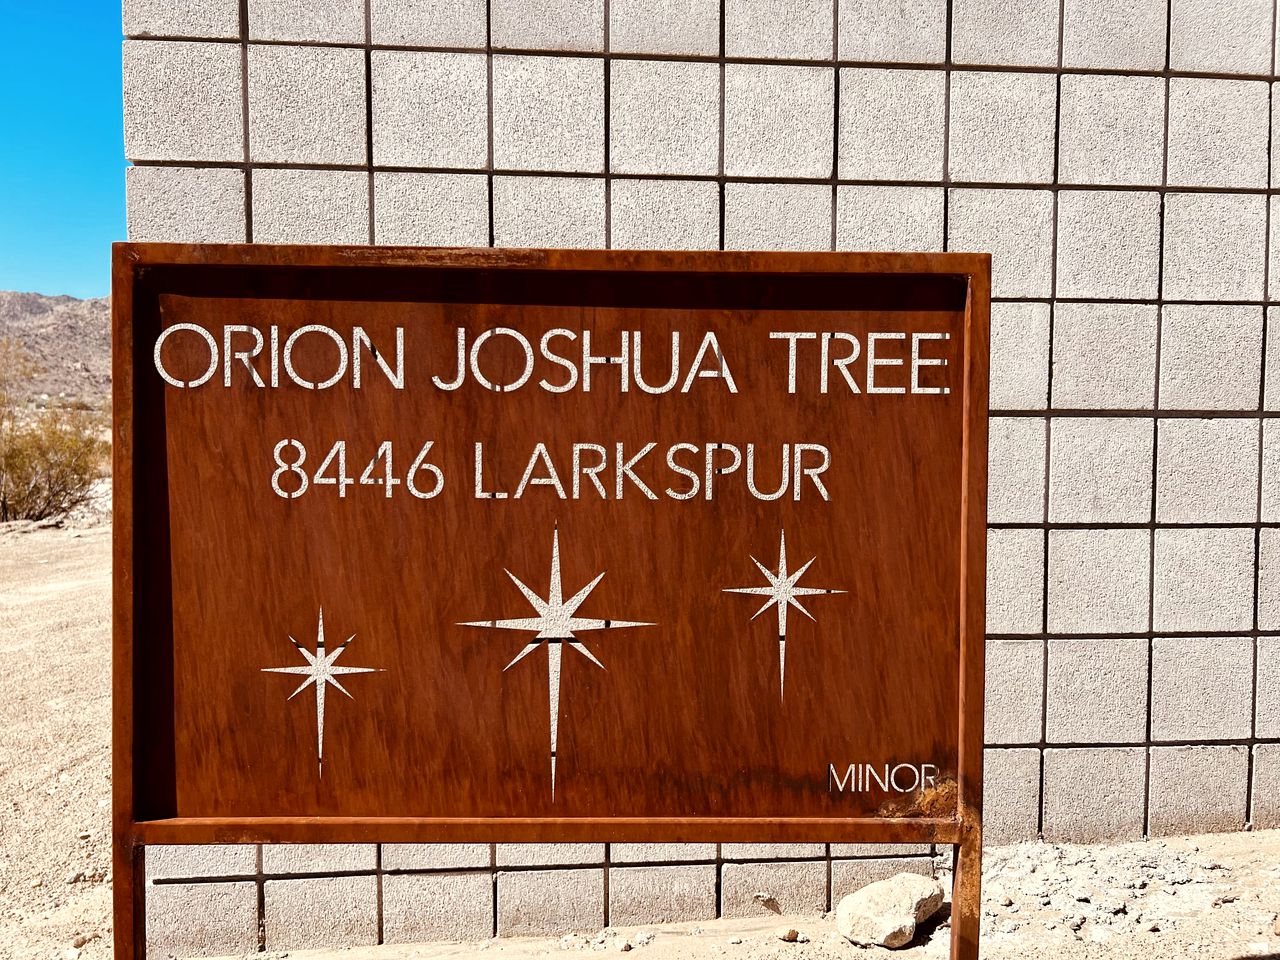 ORION JOSHUA TREE
8446 LARKSPUR
MINOR